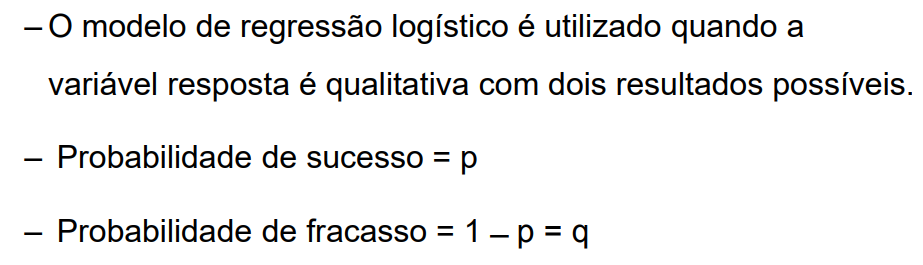 – O modelo de regressão logístico é utilizado quando a
variável resposta é qualitativa com dois resultados possíveis.
– Probabilidade de sucesso = p
– Probabilidade de fracasso = 1 – p = q